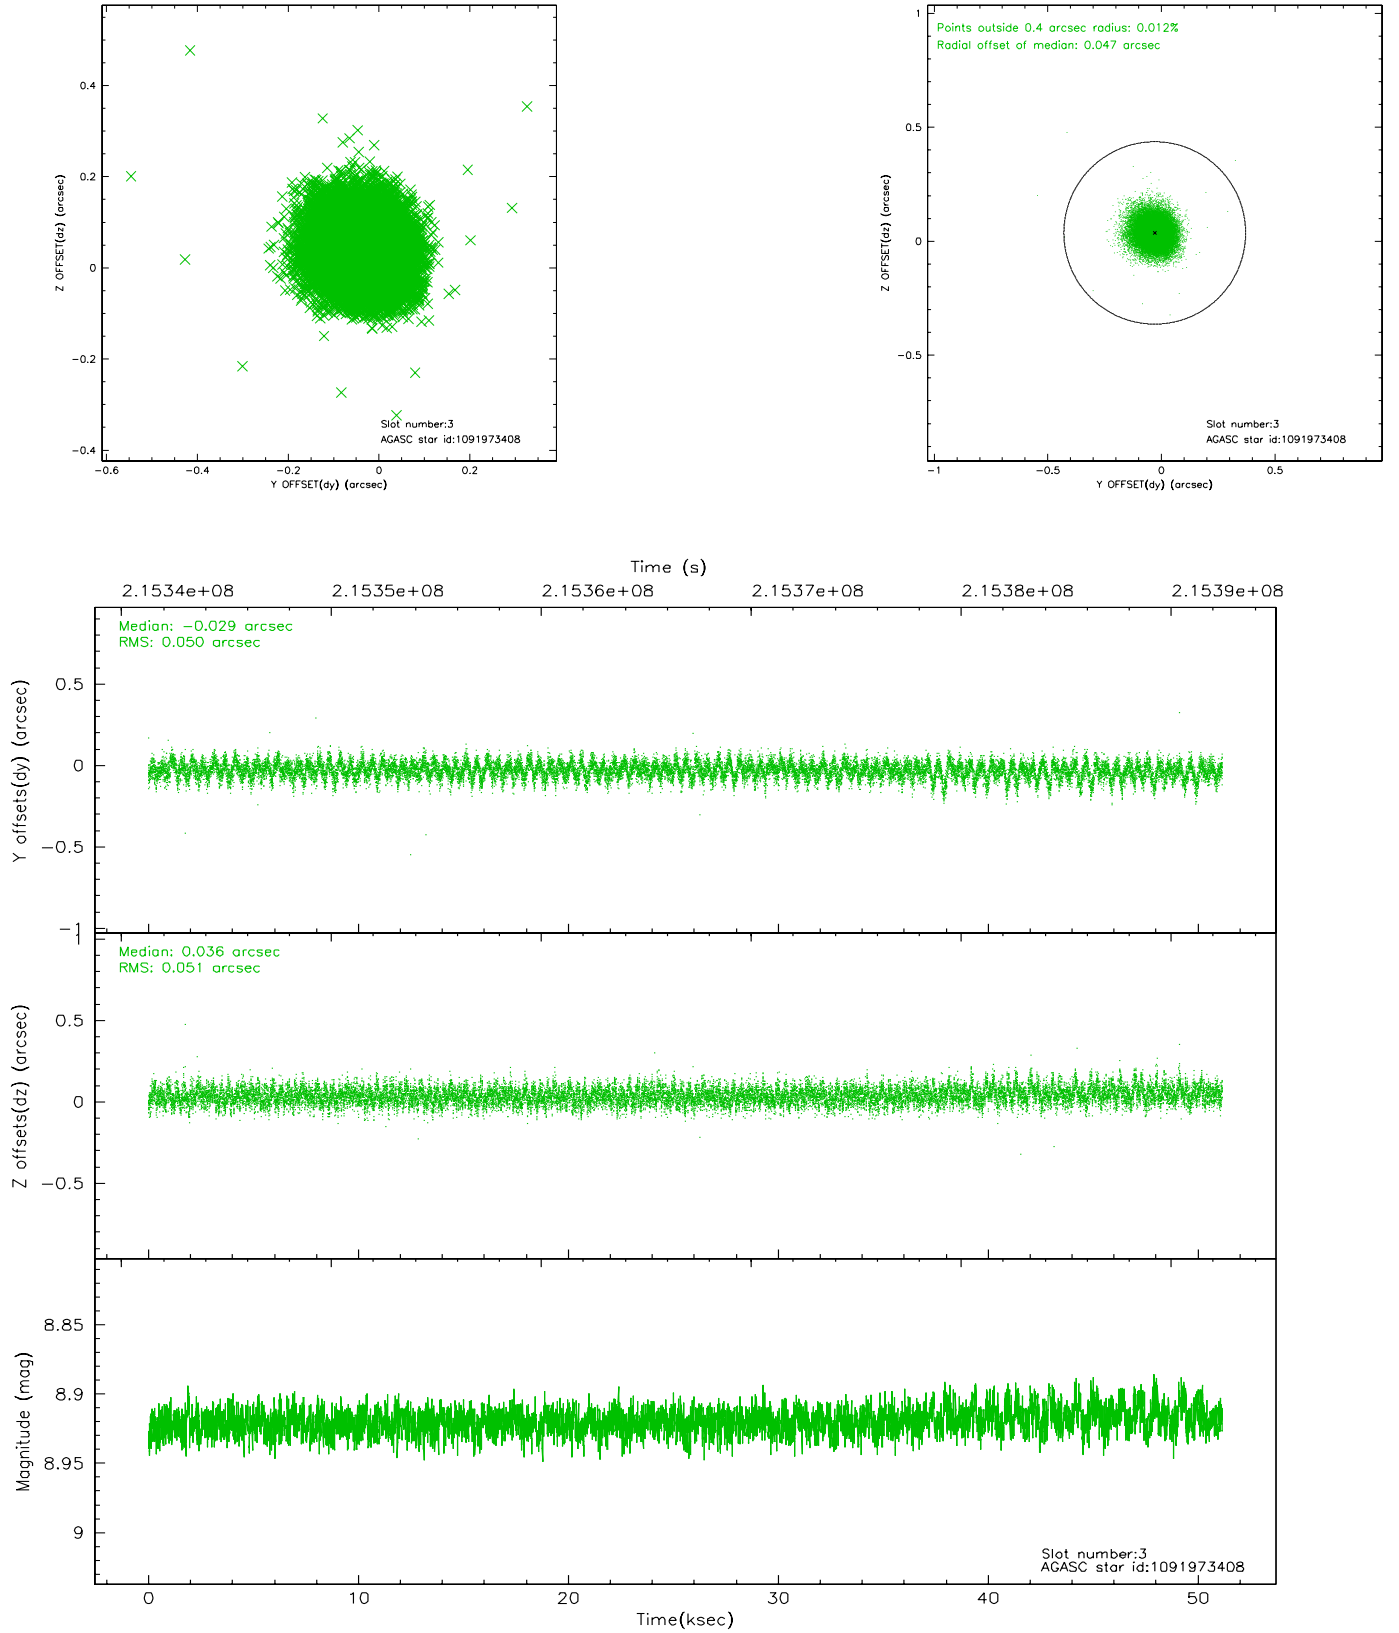 0.4
0.2
0
−0.2
−0.4
Z OFFSET(dz) (arcsec)
−0.6 −0.4 −0.2 0 0.2
Y OFFSET(dy) (arcsec)
Slot number:3
AGASC star id:1091973408
Points outside 0.4 arcsec radius: 0.012%
Radial offset of median: 0.047 arcsec
1
0.5
0
−0.5
Z OFFSET(dz) (arcsec)
−1 −0.5 0 0.5
Y OFFSET(dy) (arcsec)
Slot number:3
AGASC star id:1091973408
Time (s)
2.1534e+08 2.1535e+08 2.1536e+08 2.1537e+08 2.1538e+08 2.1539e+08
Median: −0.029 arcsec
RMS: 0.050 arcsec
0.5
0
−0.5
−1
Y offsets(dy) (arcsec)
Median: 0.036 arcsec
RMS: 0.051 arcsec
1
0.5
0
−0.5
Z offsets(dz) (arcsec)
8.85
8.9
8.95
9
Magnitude (mag)
Slot number:3
AGASC star id:1091973408
0 10 20 30 40 50
Time(ksec)